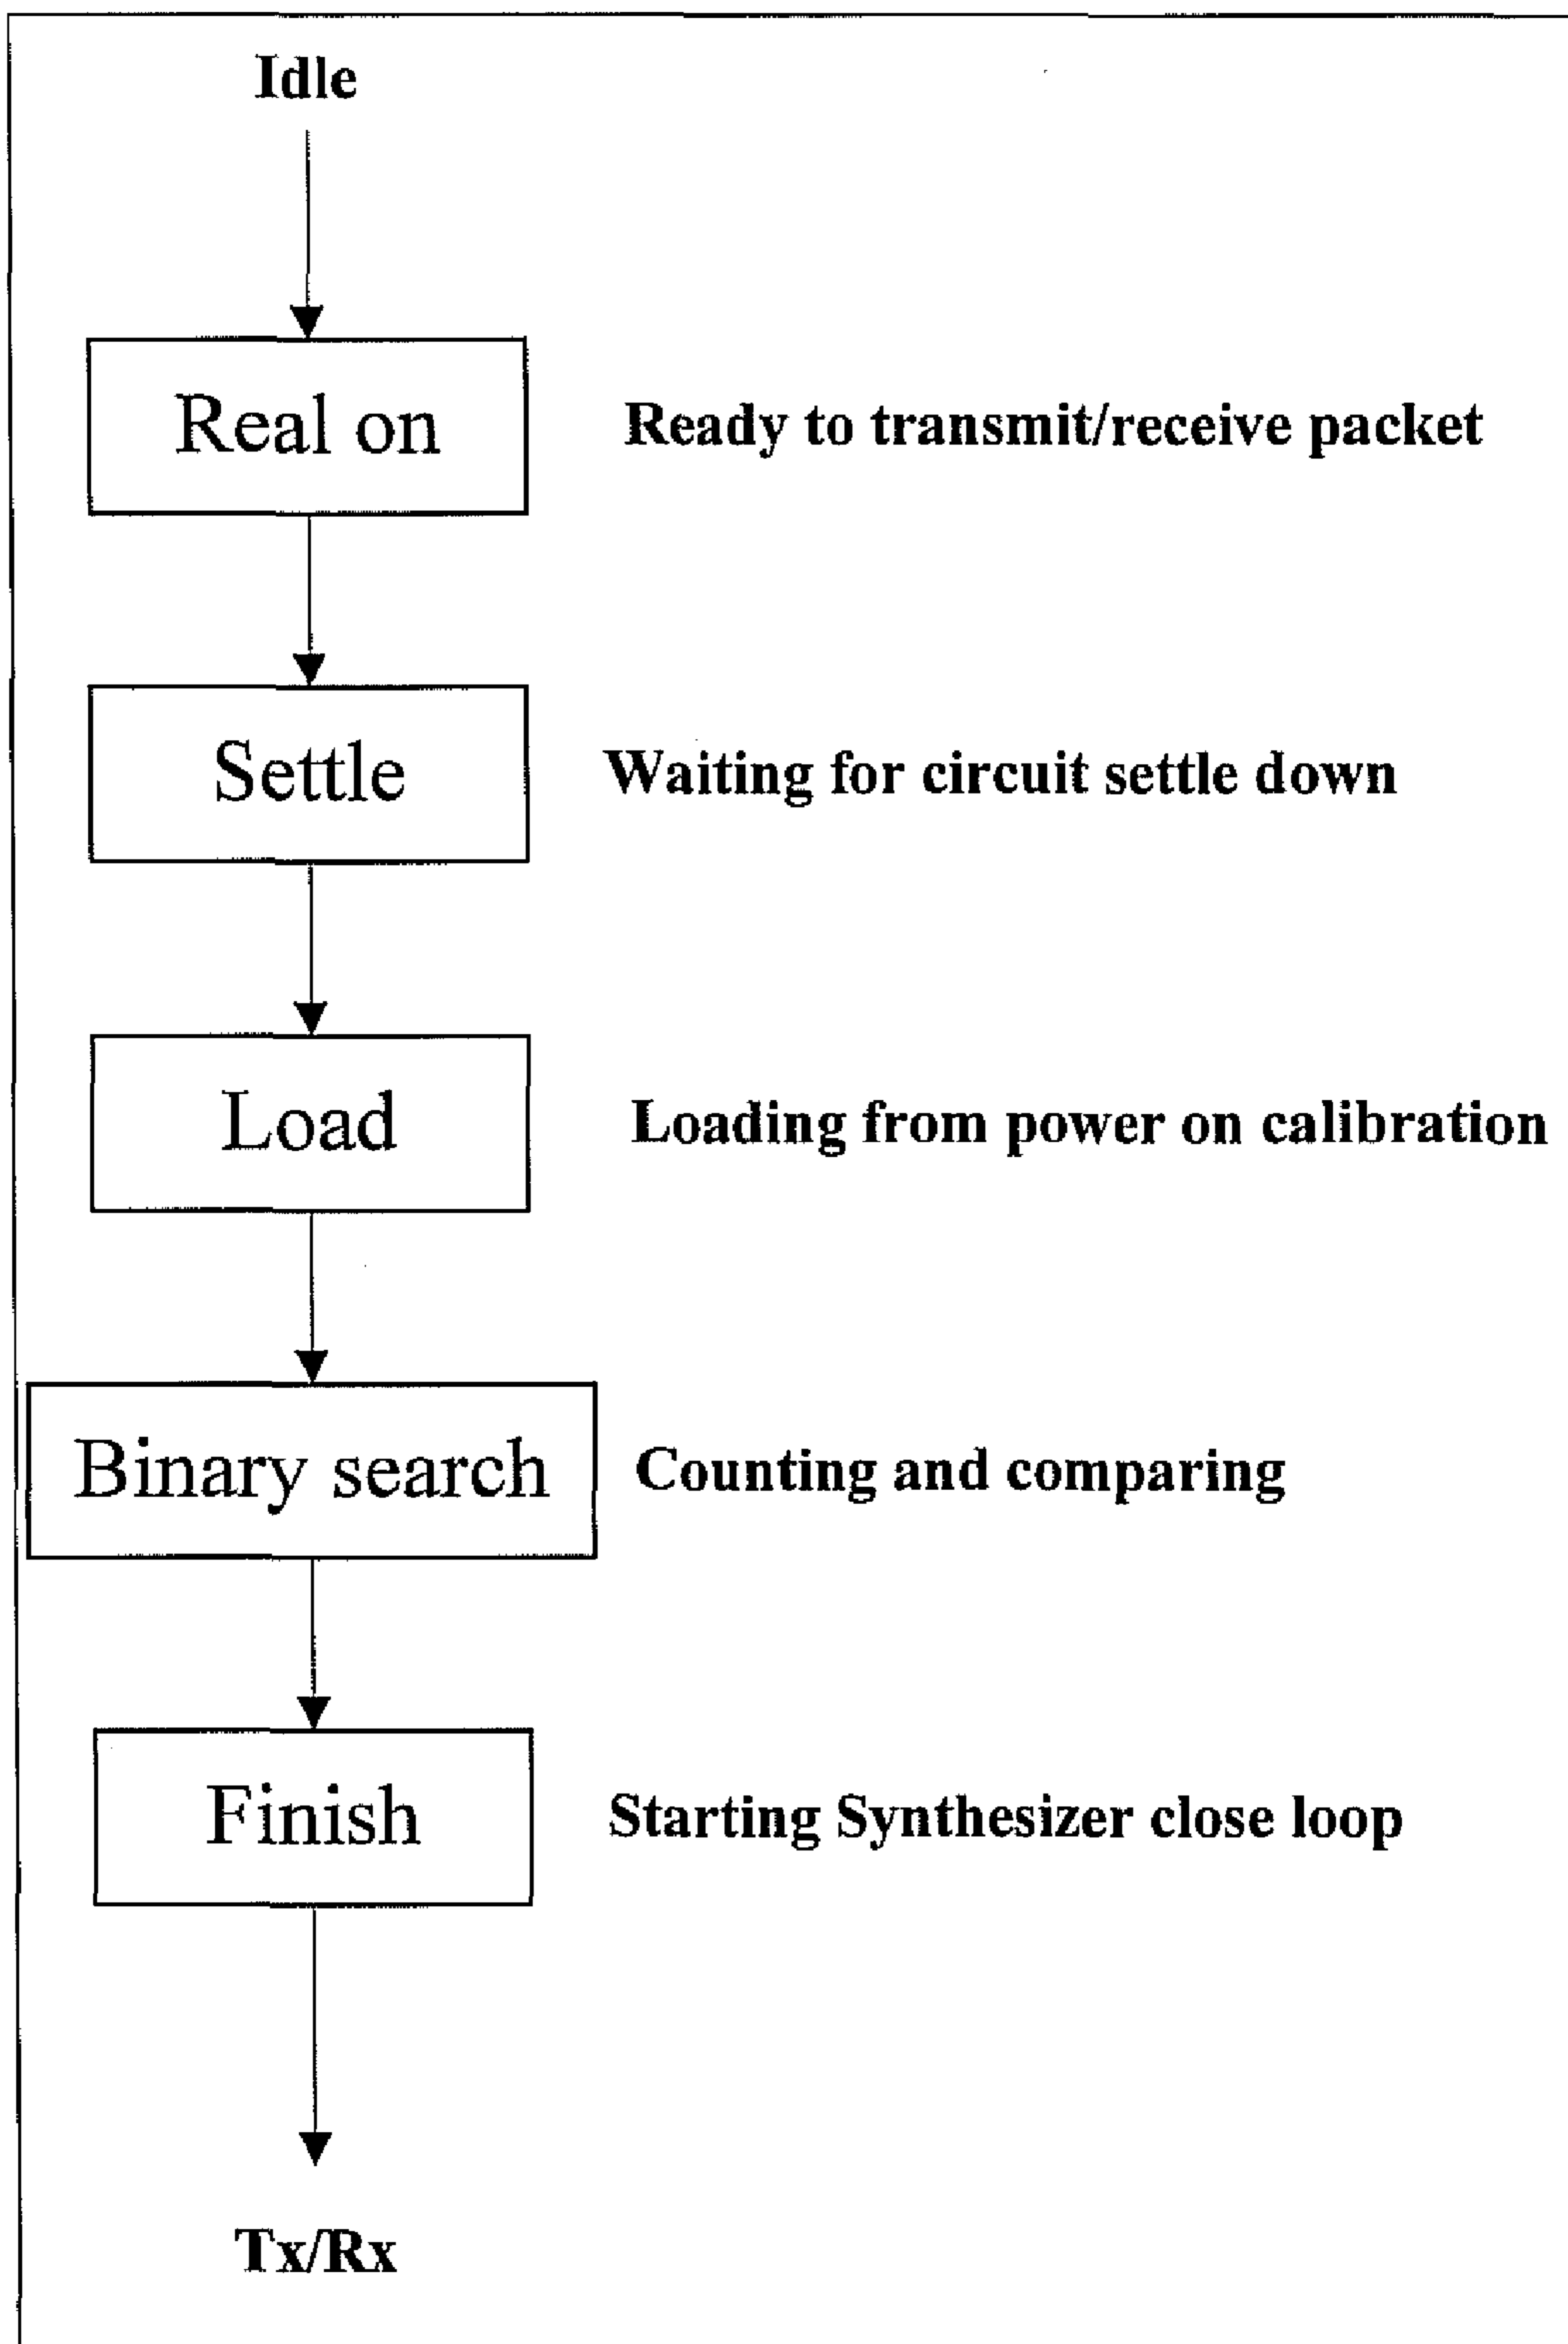 Idle
Real on
Ready to transmit/receive packet
Settle
Waiting for circuit settle down
Load
Loading from power on calibration
Binary search
Counting and comparing
Finish
Starting Synthesizer close loop
Tx/Rx